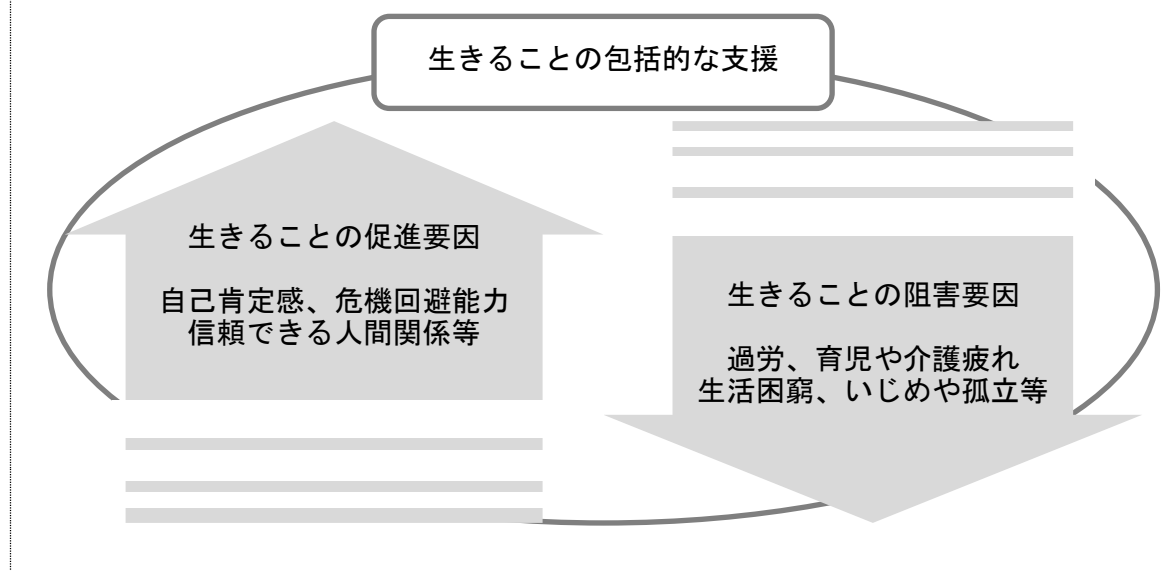 生きることの包括的な支援
生きることの促進要因
自己肯定感、危機回避能力
信頼できる人間関係等
生きることの阻害要因
過労、育児や介護疲れ
生活困窮、いじめや孤立等